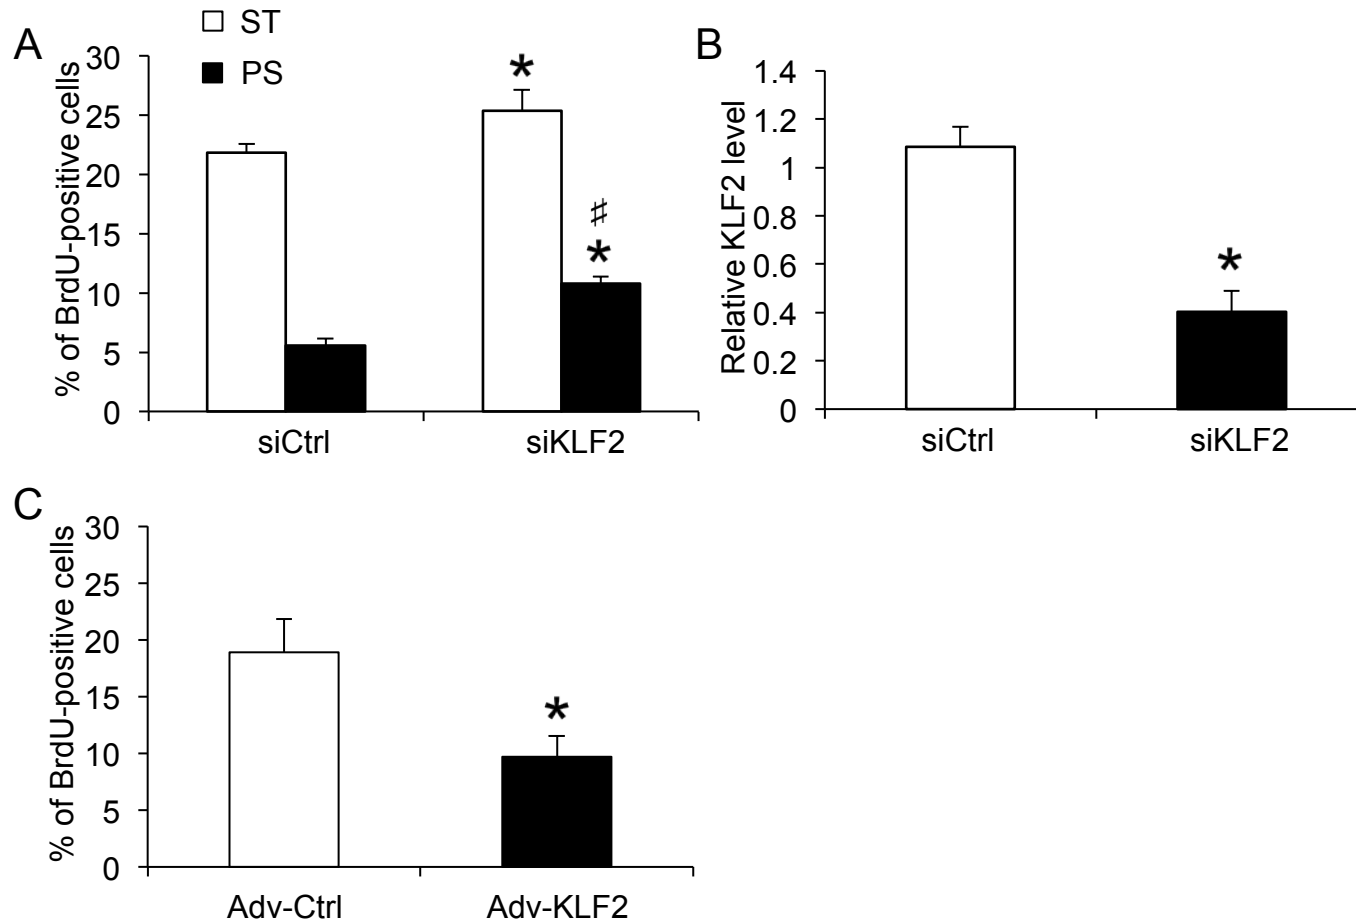 A
ST
PS
% of BrdU-positive cells
30
25
20
15
10
5
0
*
♯
*
siCtrl siKLF2
B
Relative KLF2 level
1.4
1.2
1
0.8
0.6
0.4
0.2
0
*
siCtrl siKLF2
C
% of BrdU-positive cells
30
25
20
15
10
5
0
*
Adv-Ctrl Adv-KLF2